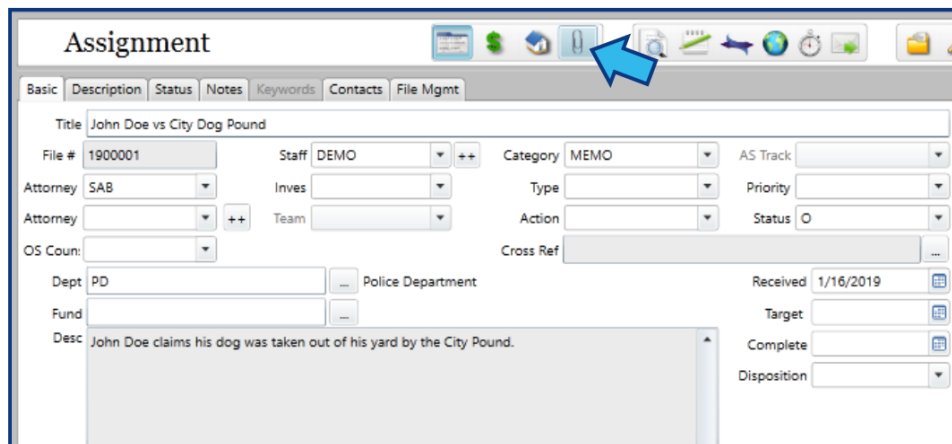 Assignment
Basic Description Status Notes Keywords Contacts File Mgmt
Title John Doe vs City Dog Pound
File # 1900001 Staff DEMO ++ Category MEMO AS Track
Attorney SAB Inves Type Priority
Attorney ++ Team Action Status O
OS Coun: Cross Ref ...
Dept PD ... Police Department Received 1/16/2019
Fund ... Target
Desc John Doe claims his dog was taken out of his yard by the City Pound. Complete
Disposition